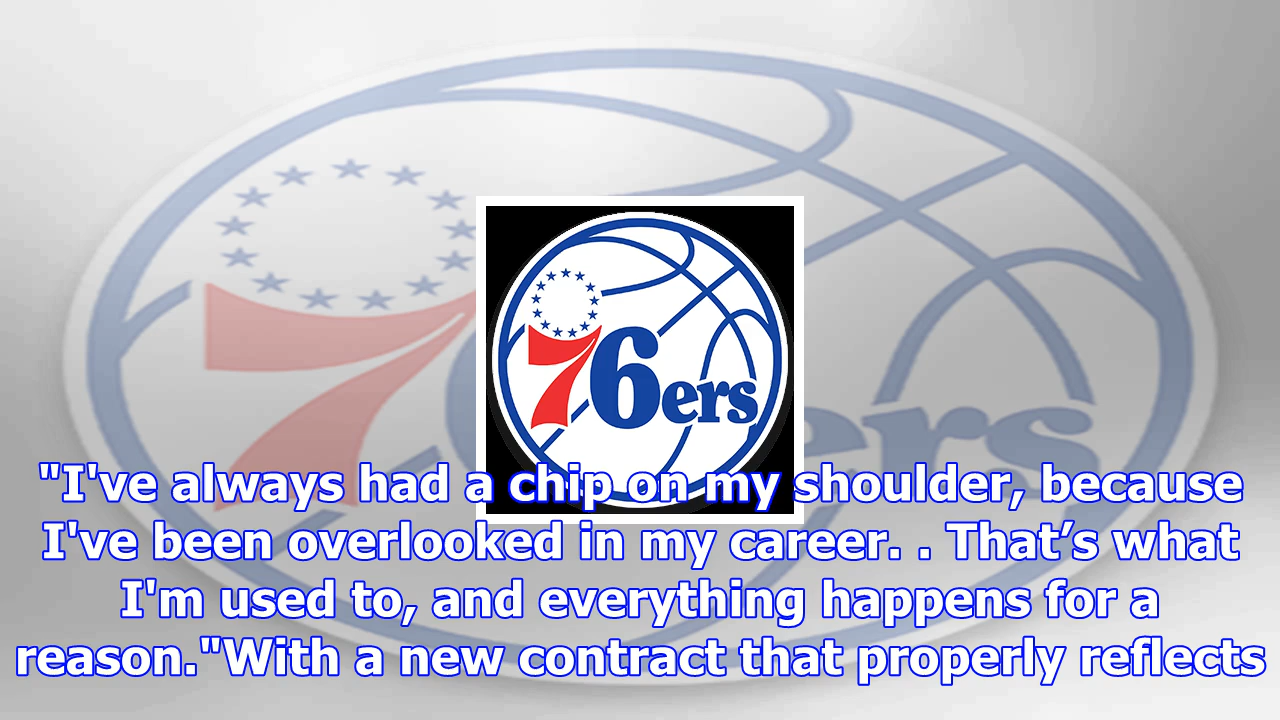 76ers
"I've always had a chip on my shoulder, because
I've been overlooked in my career. . That’s what
I'm used to, and everything happens for a
reason."With a new contract that properly reflects